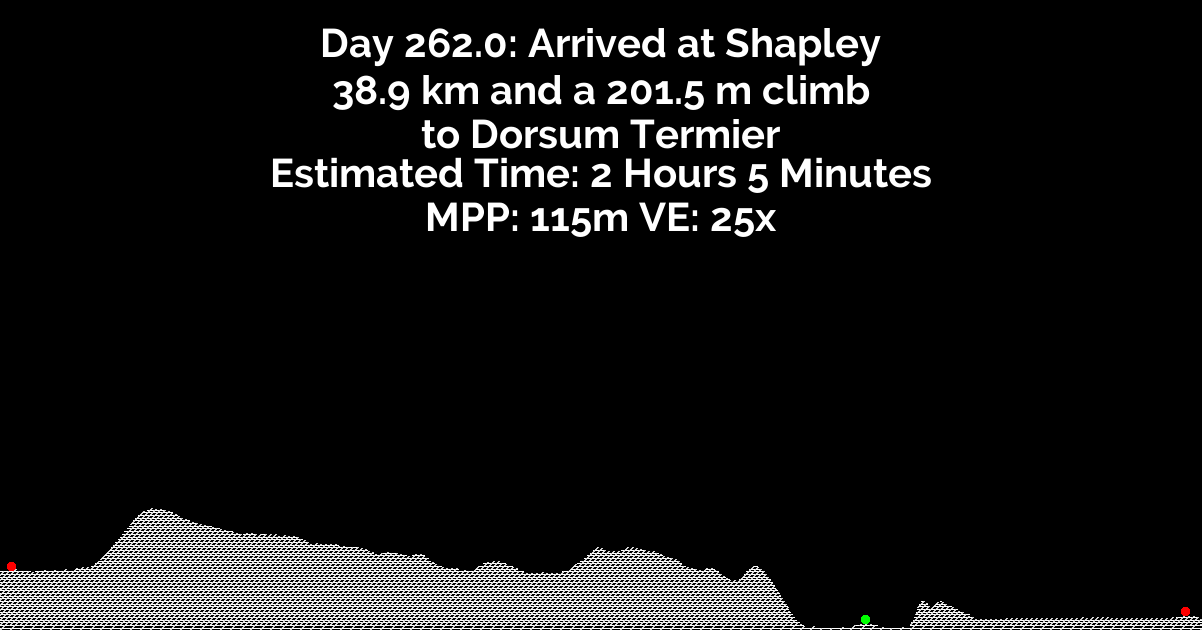 Day 262.0: Arrived at Shapley
38.9 km and a 201.5 m climb
to Dorsum Termier
Estimated Time: 2 Hours 5 Minutes
MPP: 115m VE: 25x